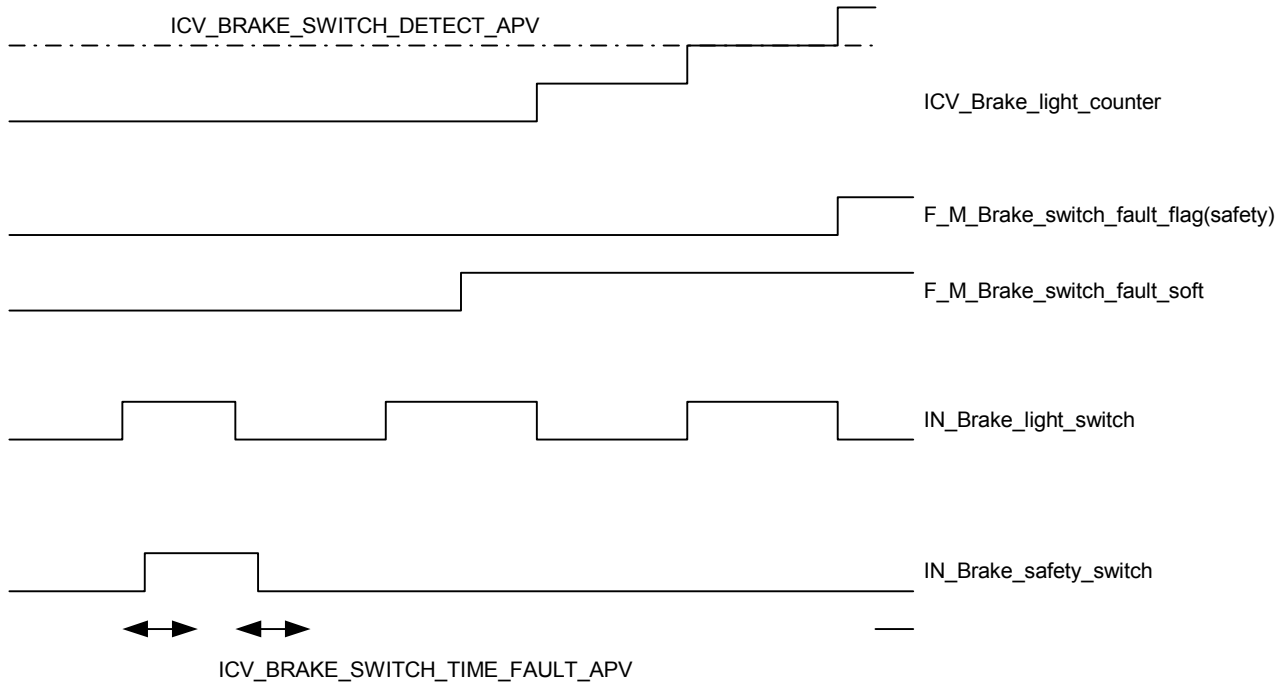 ICV_BRAKE_SWITCH_DETECT_APV
ICV_Brake_light_counter
F_M_Brake_switch_fault_flag(safety)
F_M_Brake_switch_fault_soft
IN_Brake_light_switch
IN_Brake_safety_switch
ICV_BRAKE_SWITCH_TIME_FAULT_APV